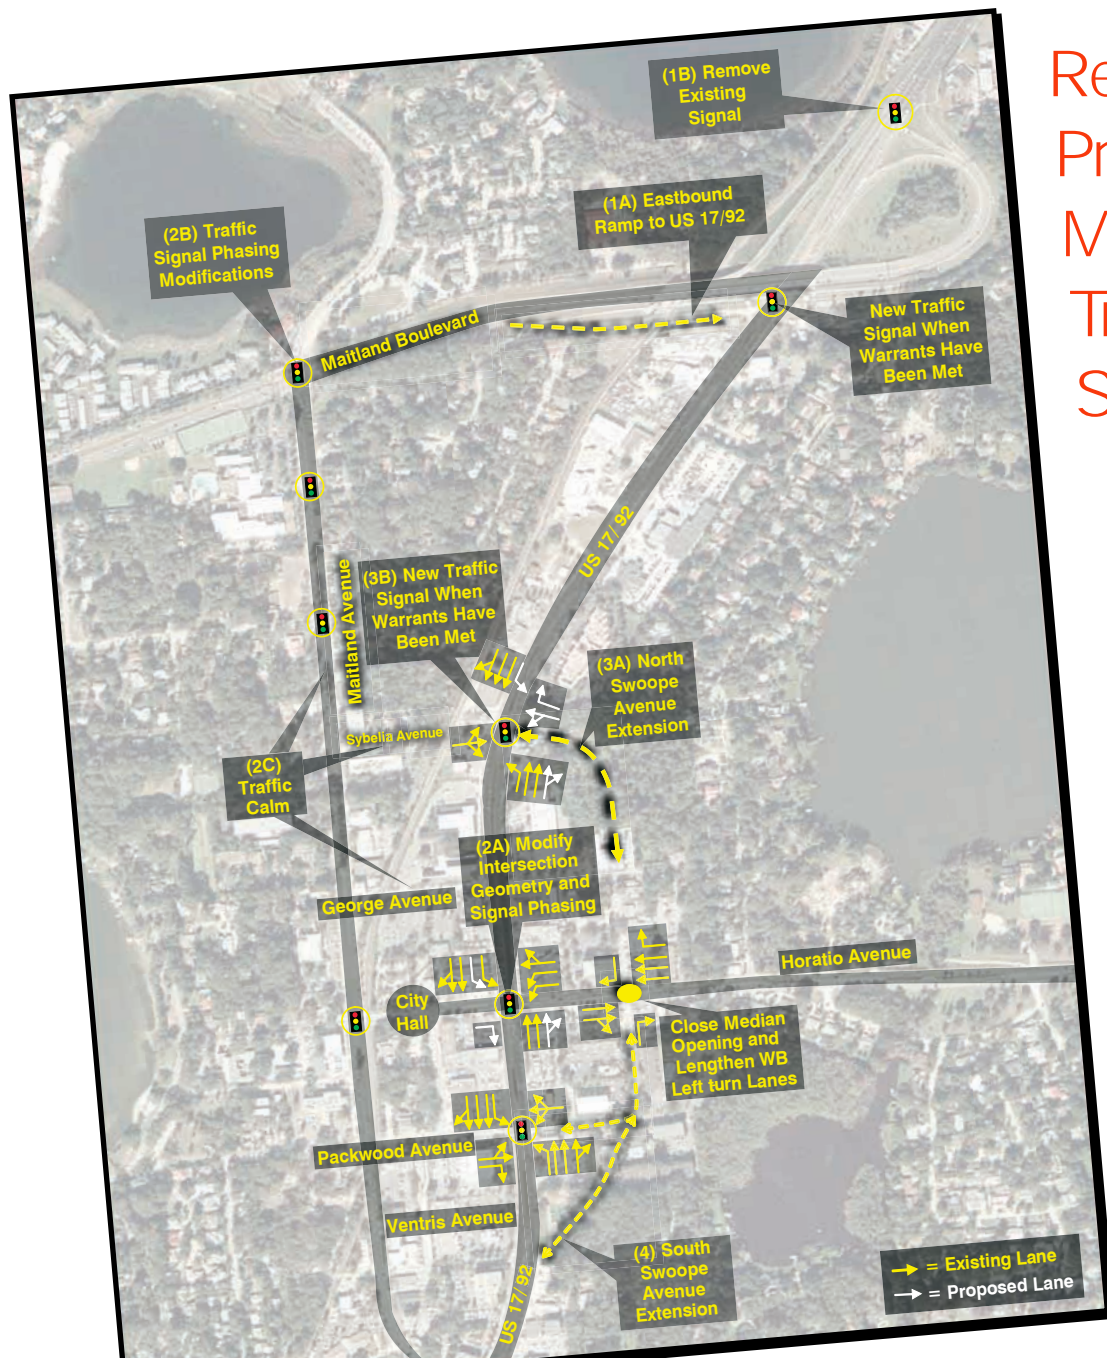 Re
Pr
M
Tr
S
(1B) Remove
Existing
Signal
(1A) Eastbound
Ramp to US 17/92
(2B) Traffic
Signal Phasing
Modifications
Maitland Boulevard
New Traffic
Signal When
Warrants Have
Been Met
US 17/ 92
Maitland Avenue
(3B) New Traffic
Signal When
Warrants Have
Been Met
(3A) North
Swoope
Avenue
Extension
Sybelia Avenue
(2C)
Traffic
Calm
(2A) Modify
Intersection
Geometry and
Signal Phasing
George Avenue
Horatio Avenue
City
Hall
Close Median
Opening and
Lengthen WB
Left turn Lanes
Packwood Avenue
Ventris Avenue
(4) South
Swoope
Avenue
Extension
US 17/ 92
= Existing Lane
= Proposed Lane